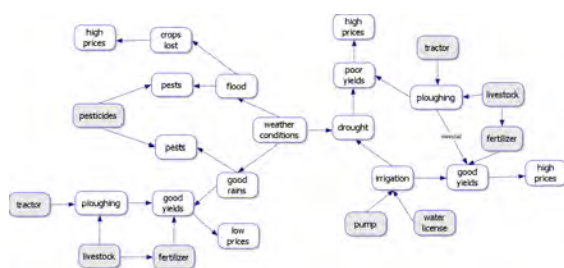 high
prices
crops
lost
high
prices
tractor
pests
flood
poor
yields
ploughing
livestock
pesticides
weather
conditions
drought
fertilizer
pests
good
rains
irrigation
good
yields
high
prices
tractor
ploughing
good
yields
pump
water
license
low
prices
livestock
fertilizer